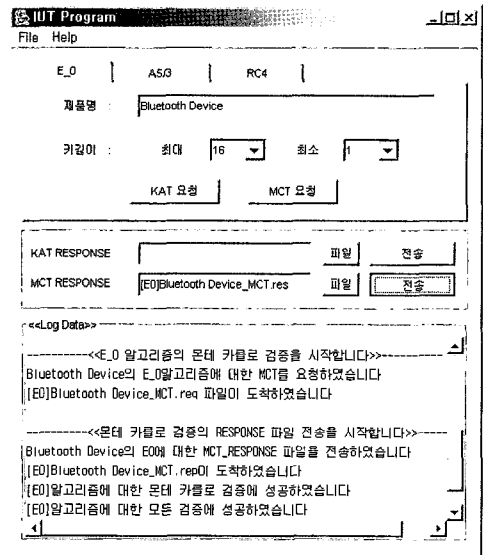 IUT Program
File Help
E_0 A5/3 RC4
제품명 : Bluetooth Device
키길이 : 최대 16 최소 1
KAT 요청 MCT 요청
KAT RESPONSE 파일 전송
MCT RESPONSE [E0]Bluetooth Device_MCT.res 파일 전송
<<Log Data>>
----------<<E_0 알고리즘의 몬테 카를로 검증을 시작합니다>>----------
Bluetooth Device의 E_0알고리즘에 대한 MCT를 요청하였습니다
[E0]Bluetooth Device_MCT.req 파일이 도착하였습니다
----------<<몬테 카를로 검증의 RESPONSE 파일 전송을 시작합니다>>----------
Bluetooth Device의 E0에 대한 MCT_RESPONSE 파일을 전송하였습니다
[E0]Bluetooth Device_MCT.rep이 도착하였습니다
[E0]알고리즘에 대한 몬테 카를로 검증에 성공하였습니다
[E0]알고리즘에 대한 모든 검증에 성공하였습니다